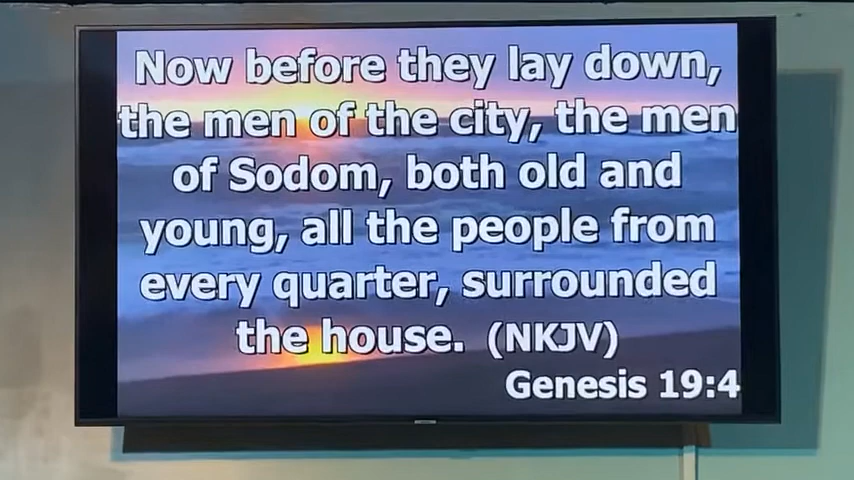 Now before they lay down,
the men of the city, the men
of Sodom, both old and
young, all the people from
every quarter, surrounded
the house. (NKJV)
Genesis 19:4